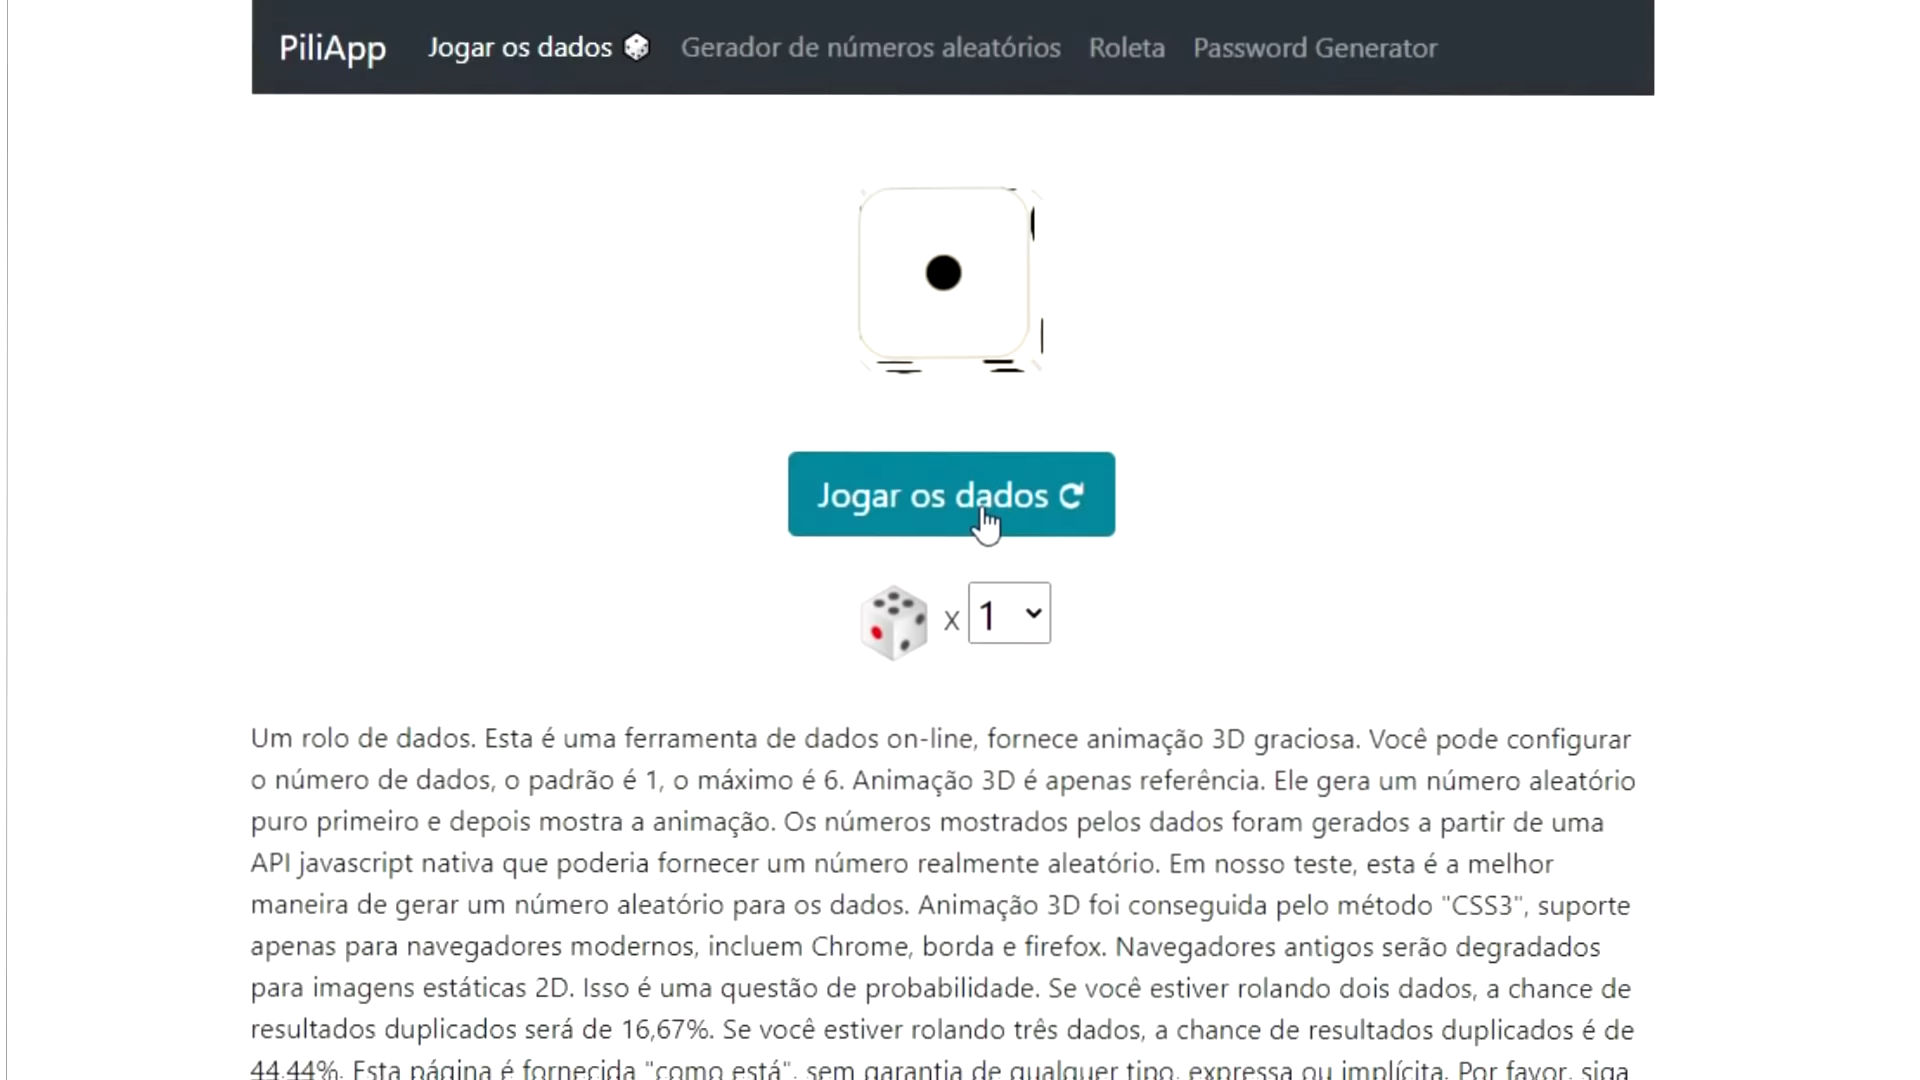 PiliApp Jogar os dados Gerador de números aleatórios Roleta Password Generator
Jogar os dados
x 1
Um rolo de dados. Esta é uma ferramenta de dados on-line, fornece animação 3D graciosa. Você pode configurar
o número de dados, o padrão é 1, o máximo é 6. Animação 3D é apenas referência. Ele gera um número aleatório
puro primeiro e depois mostra a animação. Os números mostrados pelos dados foram gerados a partir de uma
API javascript nativa que poderia fornecer um número realmente aleatório. Em nosso teste, esta é a melhor
maneira de gerar um número aleatório para os dados. Animação 3D foi conseguida pelo método "CSS3", suporte
apenas para navegadores modernos, incluem Chrome, borda e firefox. Navegadores antigos serão degradados
para imagens estáticas 2D. Isso é uma questão de probabilidade. Se você estiver rolando dois dados, a chance de
resultados duplicados será de 16,67%. Se você estiver rolando três dados, a chance de resultados duplicados é de
44,44%. Esta página é fornecida "como está", sem garantia de qualquer tipo, expressa ou implícita. Por favor, siga